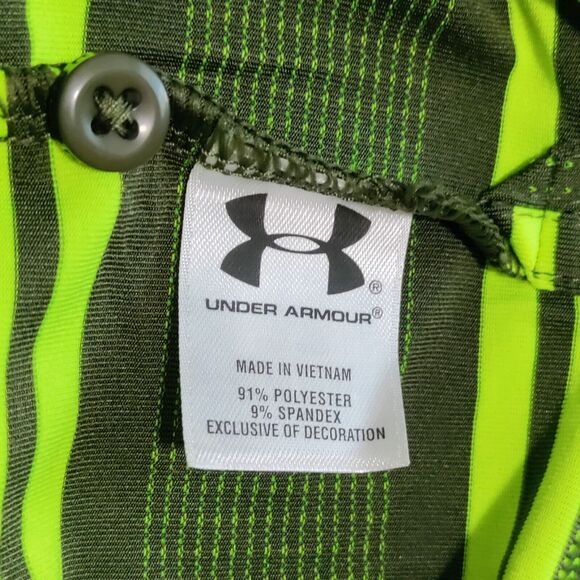 ®
UNDER ARMOUR®
MADE IN VIETNAM
91% POLYESTER
9% SPANDEX
EXCLUSIVE OF DECORATION